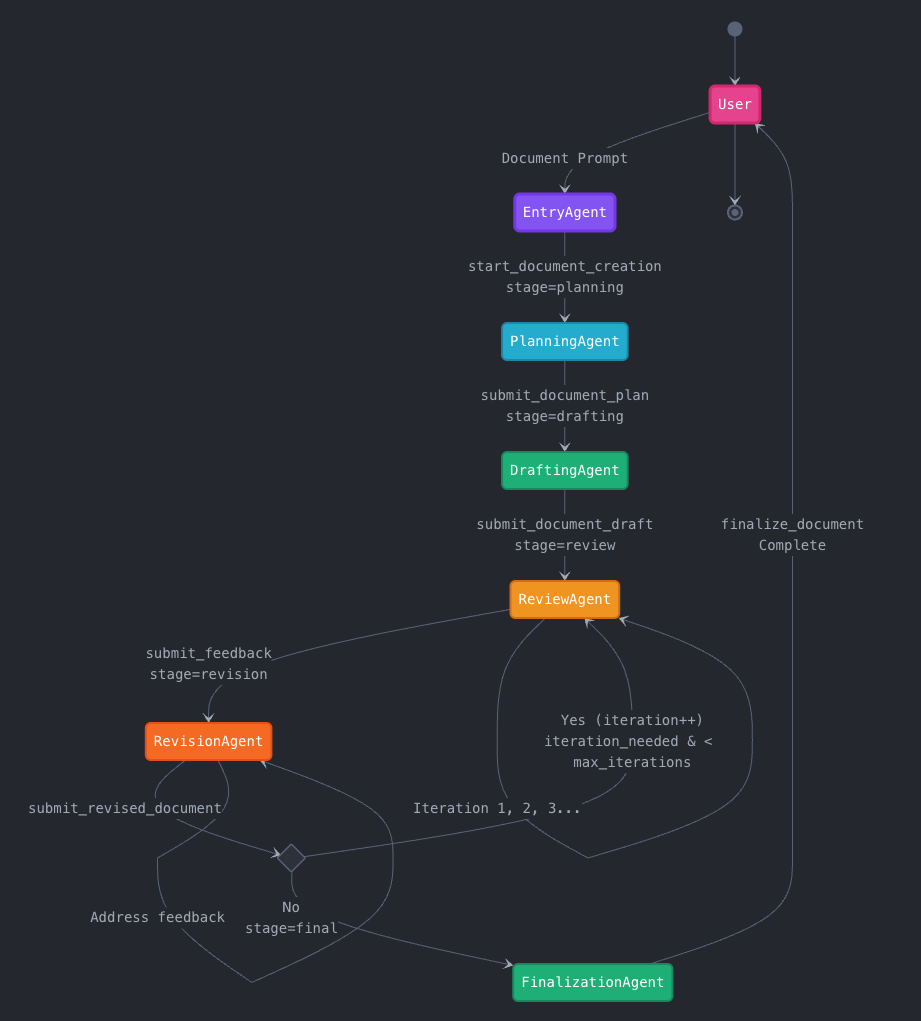 User
Document Prompt
EntryAgent
start_document_creation
stage=planning
PlanningAgent
submit_document_plan
stage=drafting
DraftingAgent
submit_document_draft
stage=review
finalize_document
Complete
ReviewAgent
submit_feedback
stage=revision
Yes (iteration++)
iteration_needed & <
max_iterations
RevisionAgent
submit_revised_document
Iteration 1, 2, 3...
Address feedback
No
stage=final
FinalizationAgent